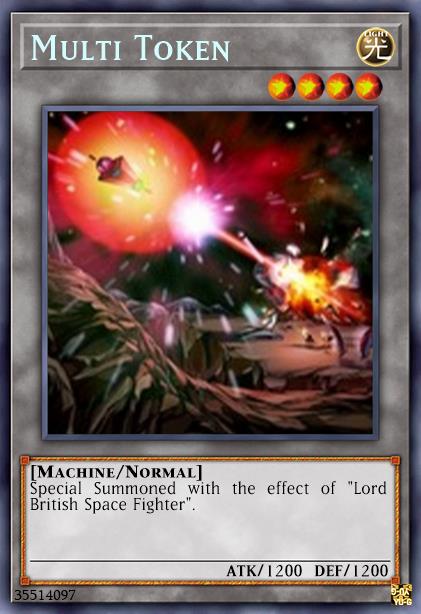 MULTI TOKEN
LIGHT
光
[MACHINE/NORMAL]
Special Summoned with the effect of "Lord
British Space Fighter".
ATK/1200 DEF/1200
35514097